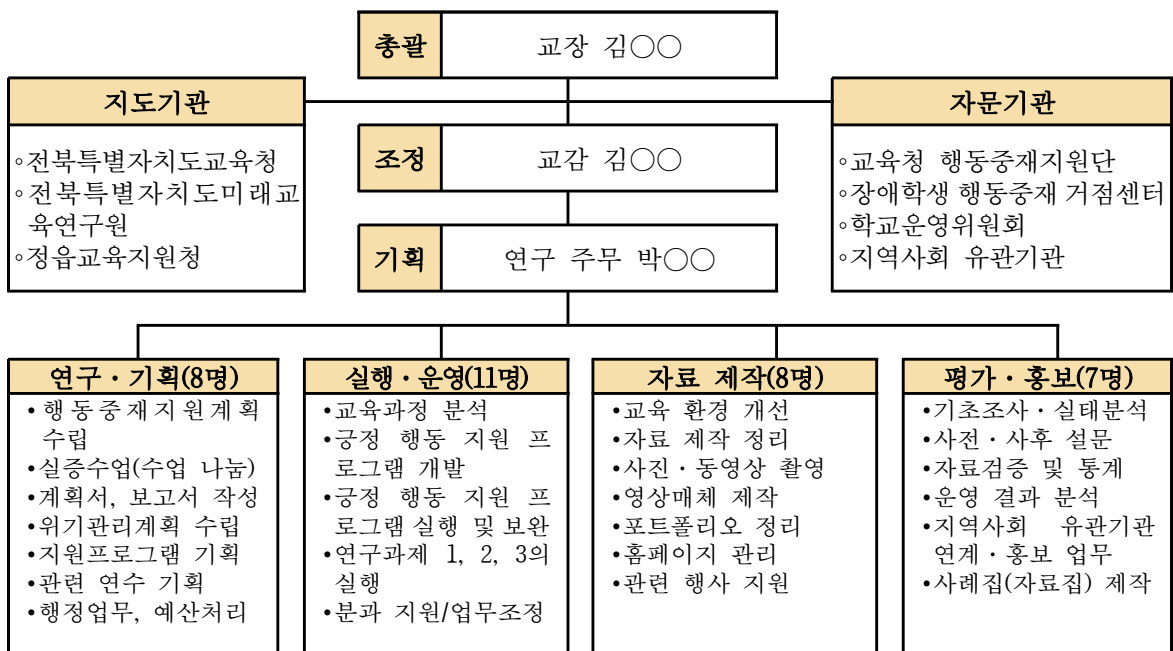 총괄 교장 김○○
지도기관
◦전북특별자치도교육청
◦전북특별자치도미래교
육연구원
◦정읍교육지원청
자문기관
◦교육청 행동중재지원단
◦장애학생 행동중재 거점센터
◦학교운영위원회
◦지역사회 유관기관
조정 교감 김○○
기획 연구 주무 박○○
연구・기획(8명)
•행동중재지원계획
수립
•실증수업(수업 나눔)
•계획서, 보고서 작성
•위기관리계획 수립
•지원프로그램 기획
•관련 연수 기획
•행정업무, 예산처리
실행・운영(11명)
•교육과정 분석
•긍정 행동 지원 프
로그램 개발
•긍정 행동 지원 프
로그램 실행 및 보완
•연구과제 1, 2, 3의
실행
•분과 지원/업무조정
자료 제작(8명)
•교육 환경 개선
•자료 제작 정리
•사진・동영상 촬영
•영상매체 제작
•포트폴리오 정리
•홈페이지 관리
•관련 행사 지원
평가・홍보(7명)
•기초조사・실태분석
•사전・사후 설문
•자료검증 및 통계
•운영 결과 분석
•지역사회 유관기관
연계・홍보 업무
•사례집(자료집) 제작